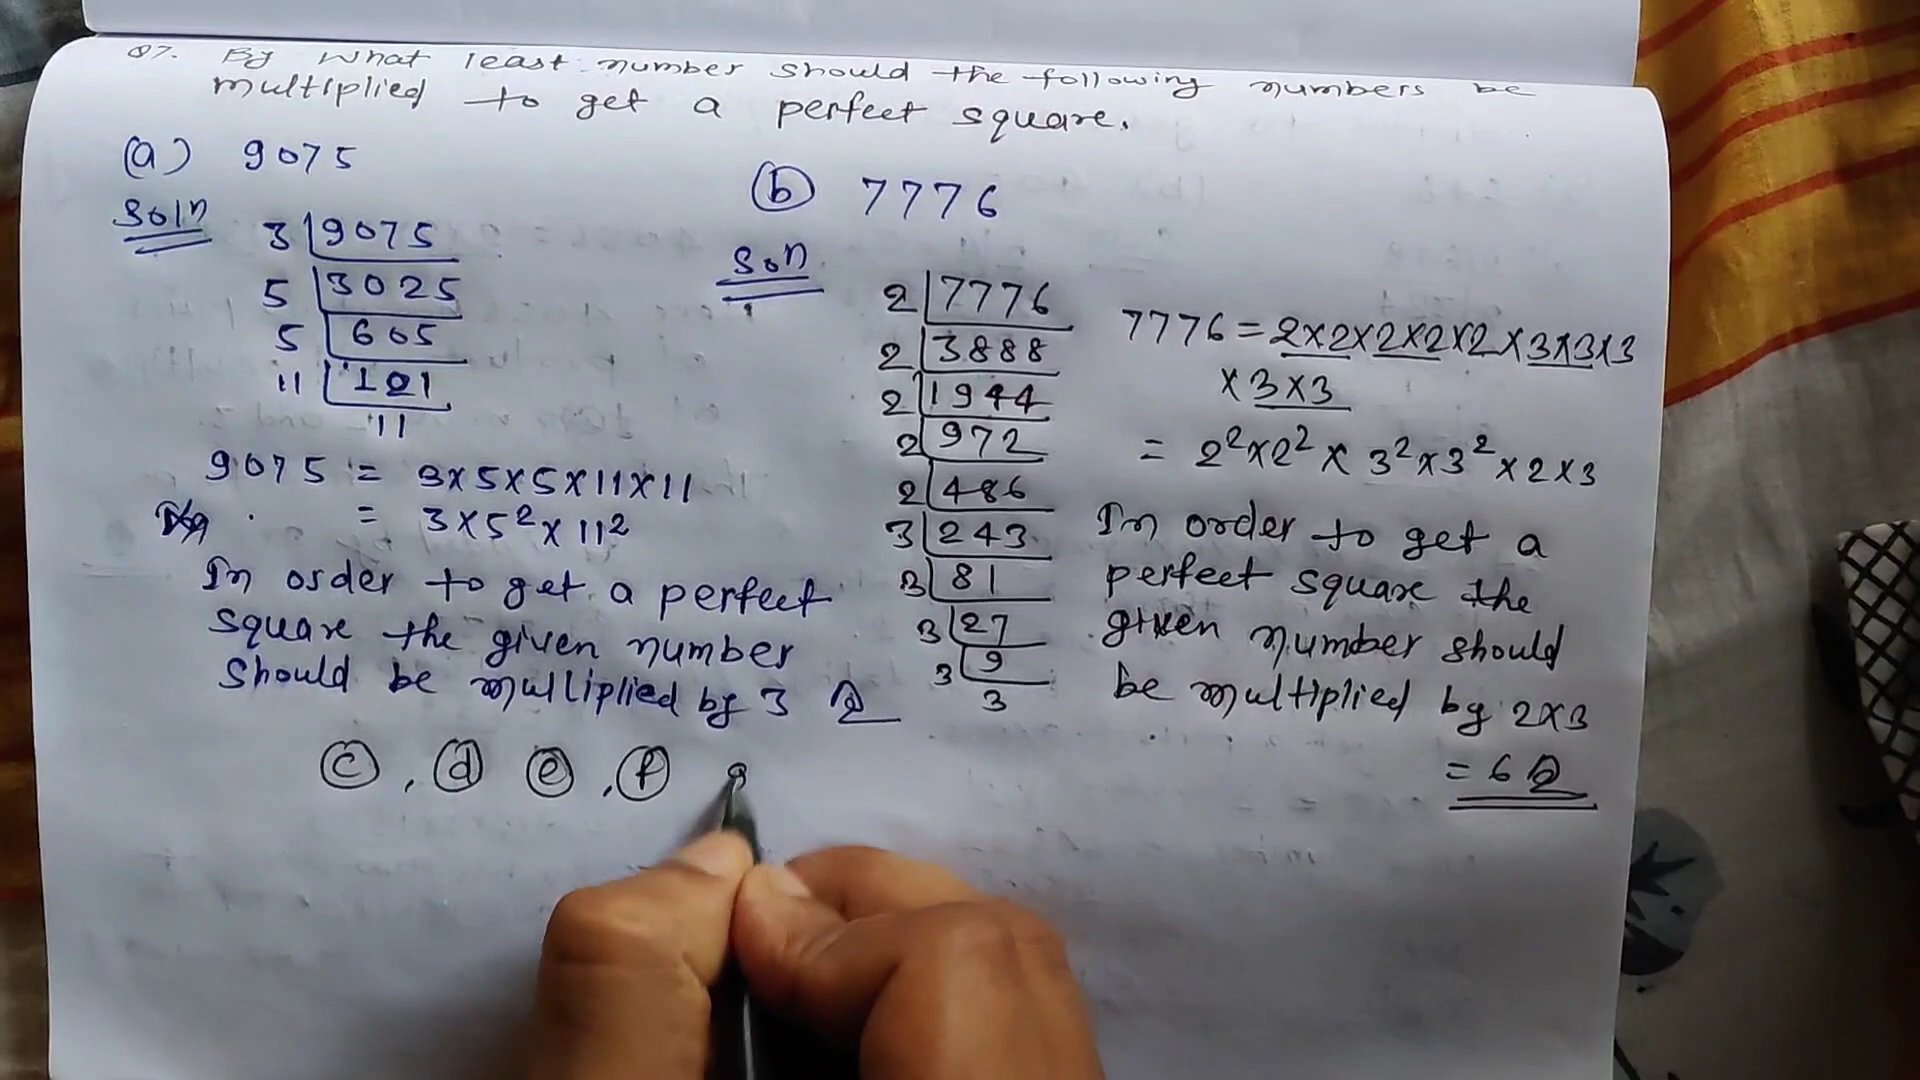 Q7. By what least number should the following numbers be
multiplied to get a perfect square.
(a) 9075
Soln
3 | 9075
5 | 3025
5 | 605
11 | 121
11
9075 = 3×5×5×11×11
= 3×5²×11²
In order to get a perfect
square the given number
should be multiplied by 3
(b) 7776
Son
2 | 7776
2 | 3888
2 | 1944
2 | 972
2 | 486
3 | 243
3 | 81
3 | 27
3 | 9
3
7776 = 2×2×2×2×2×3×3×3
×3×3
= 2²×2²×3²×3²×2×3
In order to get a
perfect square the
given number should
be multiplied by 2×3
= 6
(c), (d) (e), (f) g